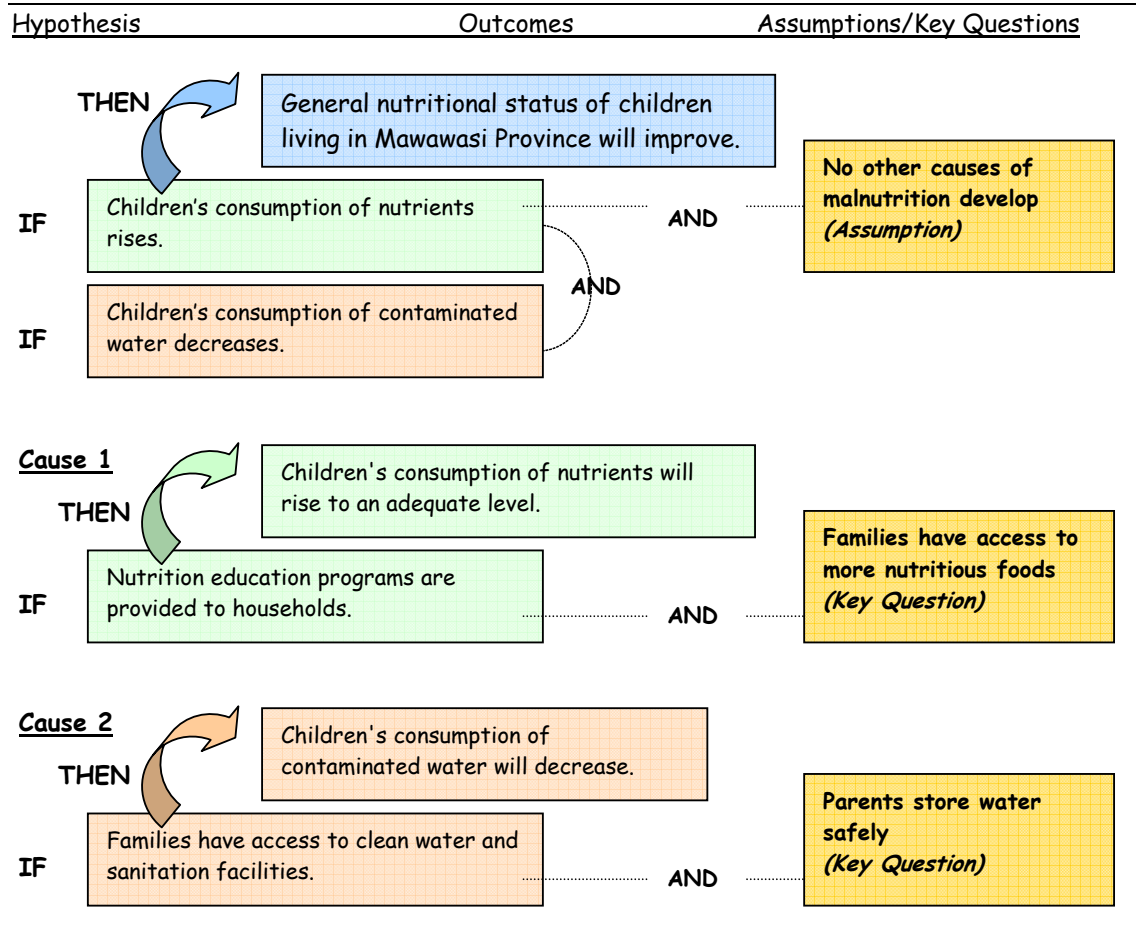 Hypothesis Outcomes Assumptions/Key Questions
THEN
General nutritional status of children
living in Mawawasi Province will improve.
IF
Children’s consumption of nutrients
rises.
AND
No other causes of
malnutrition develop
(Assumption)
AND
IF
Children’s consumption of contaminated
water decreases.
Cause 1
THEN
Children's consumption of nutrients will
rise to an adequate level.
IF
Nutrition education programs are
provided to households.
AND
Families have access to
more nutritious foods
(Key Question)
Cause 2
THEN
Children's consumption of
contaminated water will decrease.
IF
Families have access to clean water and
sanitation facilities.
AND
Parents store water
safely
(Key Question)